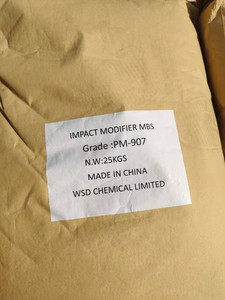 IMPACT MODIFIER MBS
Grade :PM-907
N.W:25KGS
MADE IN CHINA
WSD CHEMICAL LIMITED